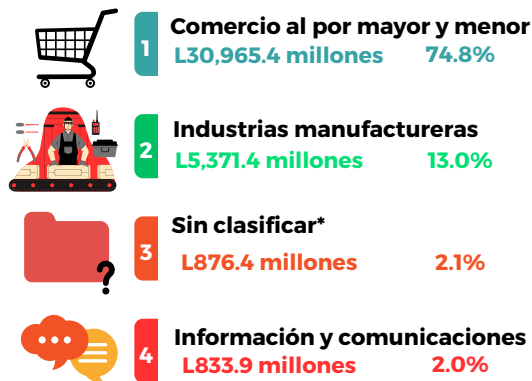 1
Comercio al por mayor y menor
L30,965.4 millones 74.8%
2
Industrias manufactureras
L5,371.4 millones 13.0%
3
Sin clasificar*
L876.4 millones 2.1%
?
4
Información y comunicaciones
L833.9 millones 2.0%